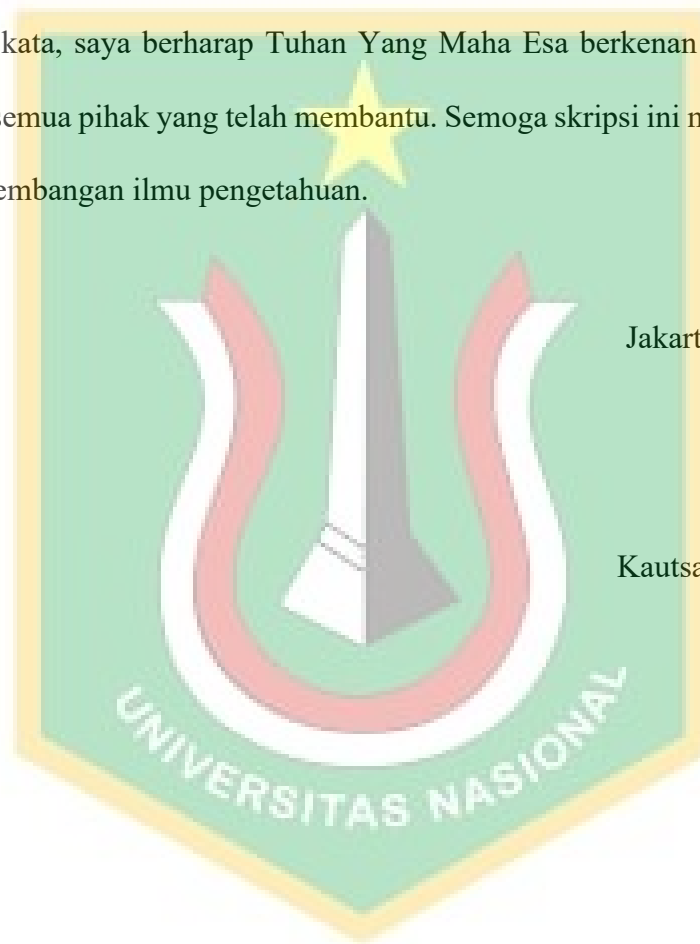 kata, saya berharap Tuhan Yang Maha Esa berkenan
semua pihak yang telah membantu. Semoga skripsi ini
embangan ilmu pengetahuan.
Jakart
Kautsa
UNIVERSITAS NASIONAL